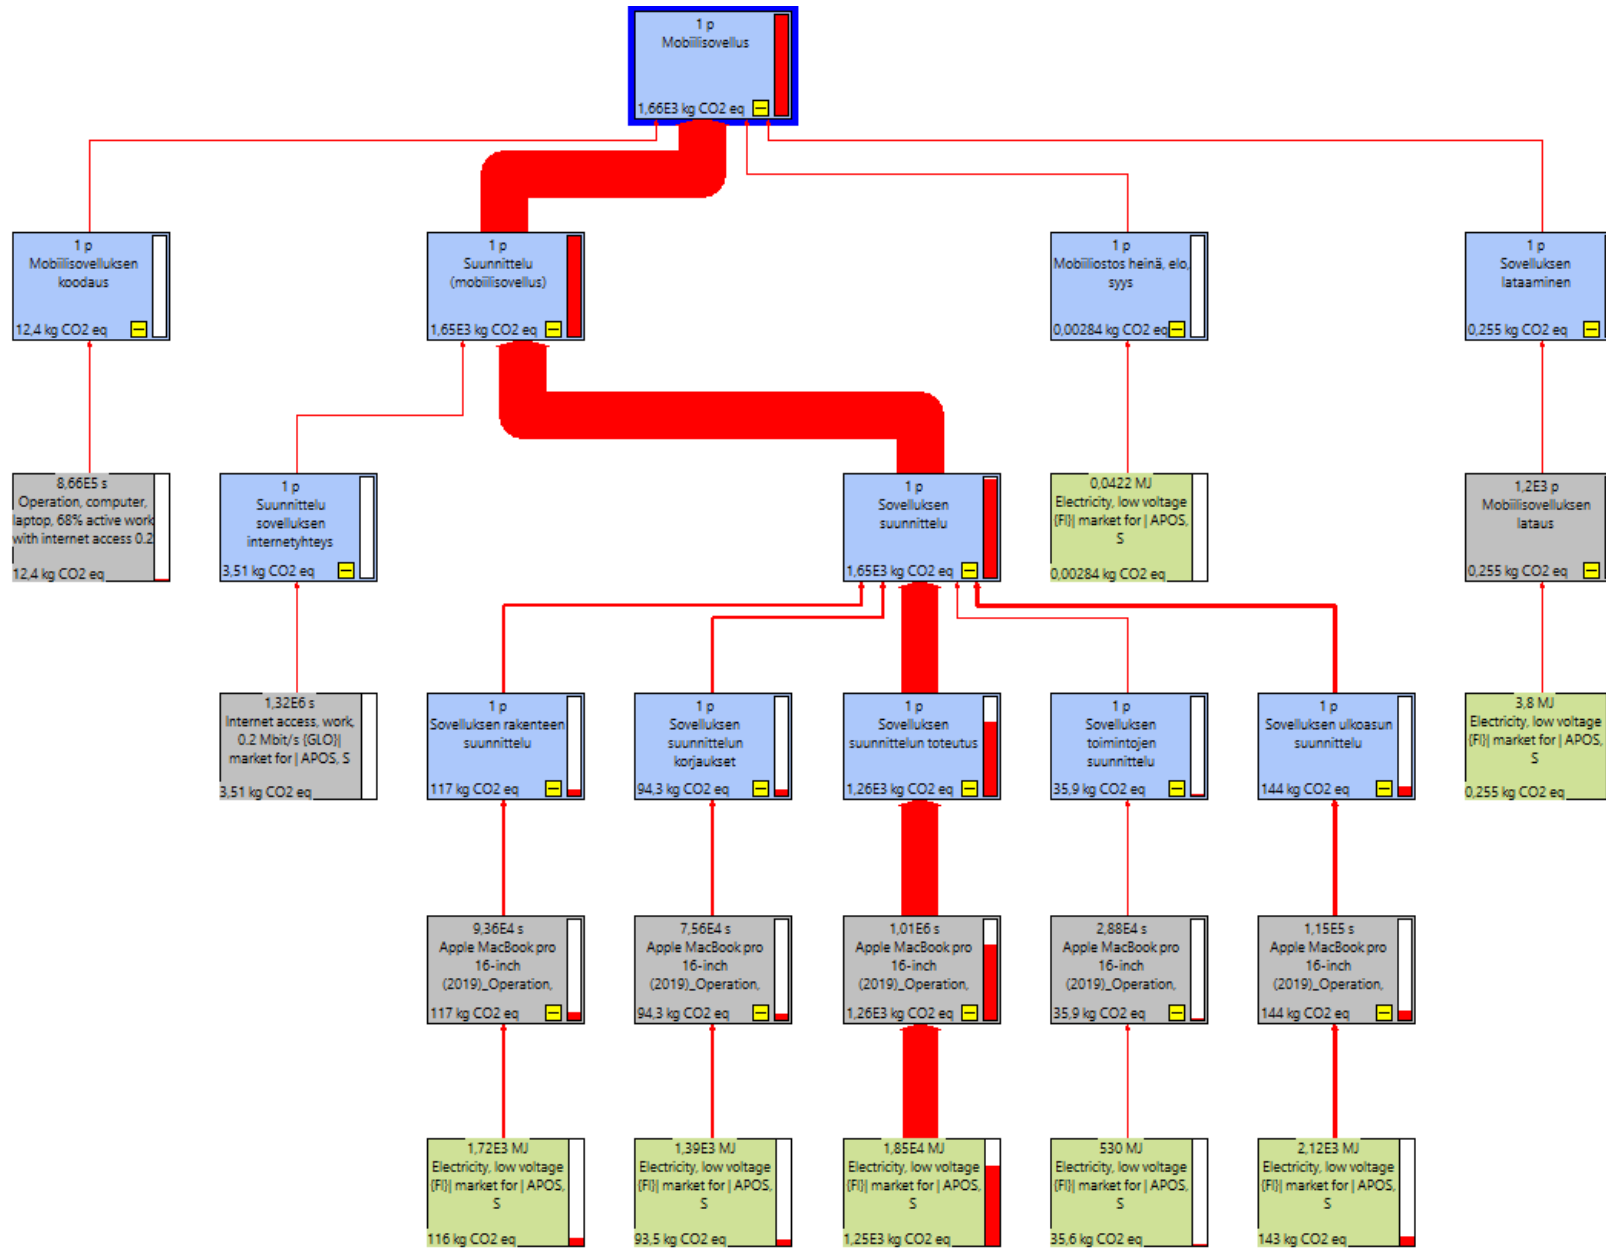 1 p
Mobiilisovellus
1,66E3 kg CO2 eq
1 p
Mobiilisovelluksen
koodaus
12,4 kg CO2 eq
1 p
Suunnittelu
(mobiilisovellus)
1,65E3 kg CO2 eq
1 p
Mobiiliostos heinä, elo,
syys
0,00284 kg CO2 eq
1 p
Sovelluksen
lataaminen
0,255 kg CO2 eq
8,66E5 s
Operation, computer,
laptop, 68% active work
with internet access 0.2
12,4 kg CO2 eq
1 p
Suunnittelu
sovelluksen
internetyhteys
3,51 kg CO2 eq
1 p
Sovelluksen
suunnittelu
1,65E3 kg CO2 eq
0,0422 MJ
Electricity, low voltage
{FI}| market for | APOS,
S
0,00284 kg CO2 eq
1,2E3 p
Mobiilisovelluksen
lataus
0,255 kg CO2 eq
1,32E6 s
Internet access, work,
0.2 Mbit/s {GLO}|
market for | APOS, S
3,51 kg CO2 eq
1 p
Sovelluksen rakenteen
suunnittelu
117 kg CO2 eq
1 p
Sovelluksen
suunnittelun
korjaukset
94,3 kg CO2 eq
1 p
Sovelluksen
suunnittelun toteutus
1,26E3 kg CO2 eq
1 p
Sovelluksen
toimintojen
suunnittelu
35,9 kg CO2 eq
1 p
Sovelluksen ulkoasun
suunnittelu
144 kg CO2 eq
3,8 MJ
Electricity, low voltage
{FI}| market for | APOS,
S
0,255 kg CO2 eq
9,36E4 s
Apple MacBook pro
16-inch
(2019)_Operation,
117 kg CO2 eq
7,56E4 s
Apple MacBook pro
16-inch
(2019)_Operation,
94,3 kg CO2 eq
1,01E6 s
Apple MacBook pro
16-inch
(2019)_Operation,
1,26E3 kg CO2 eq
2,88E4 s
Apple MacBook pro
16-inch
(2019)_Operation,
35,9 kg CO2 eq
1,15E5 s
Apple MacBook pro
16-inch
(2019)_Operation,
144 kg CO2 eq
1,72E3 MJ
Electricity, low voltage
{FI}| market for | APOS,
S
116 kg CO2 eq
1,39E3 MJ
Electricity, low voltage
{FI}| market for | APOS,
S
93,5 kg CO2 eq
1,85E4 MJ
Electricity, low voltage
{FI}| market for | APOS,
S
1,25E3 kg CO2 eq
530 MJ
Electricity, low voltage
{FI}| market for | APOS,
S
35,6 kg CO2 eq
2,12E3 MJ
Electricity, low voltage
{FI}| market for | APOS,
S
143 kg CO2 eq